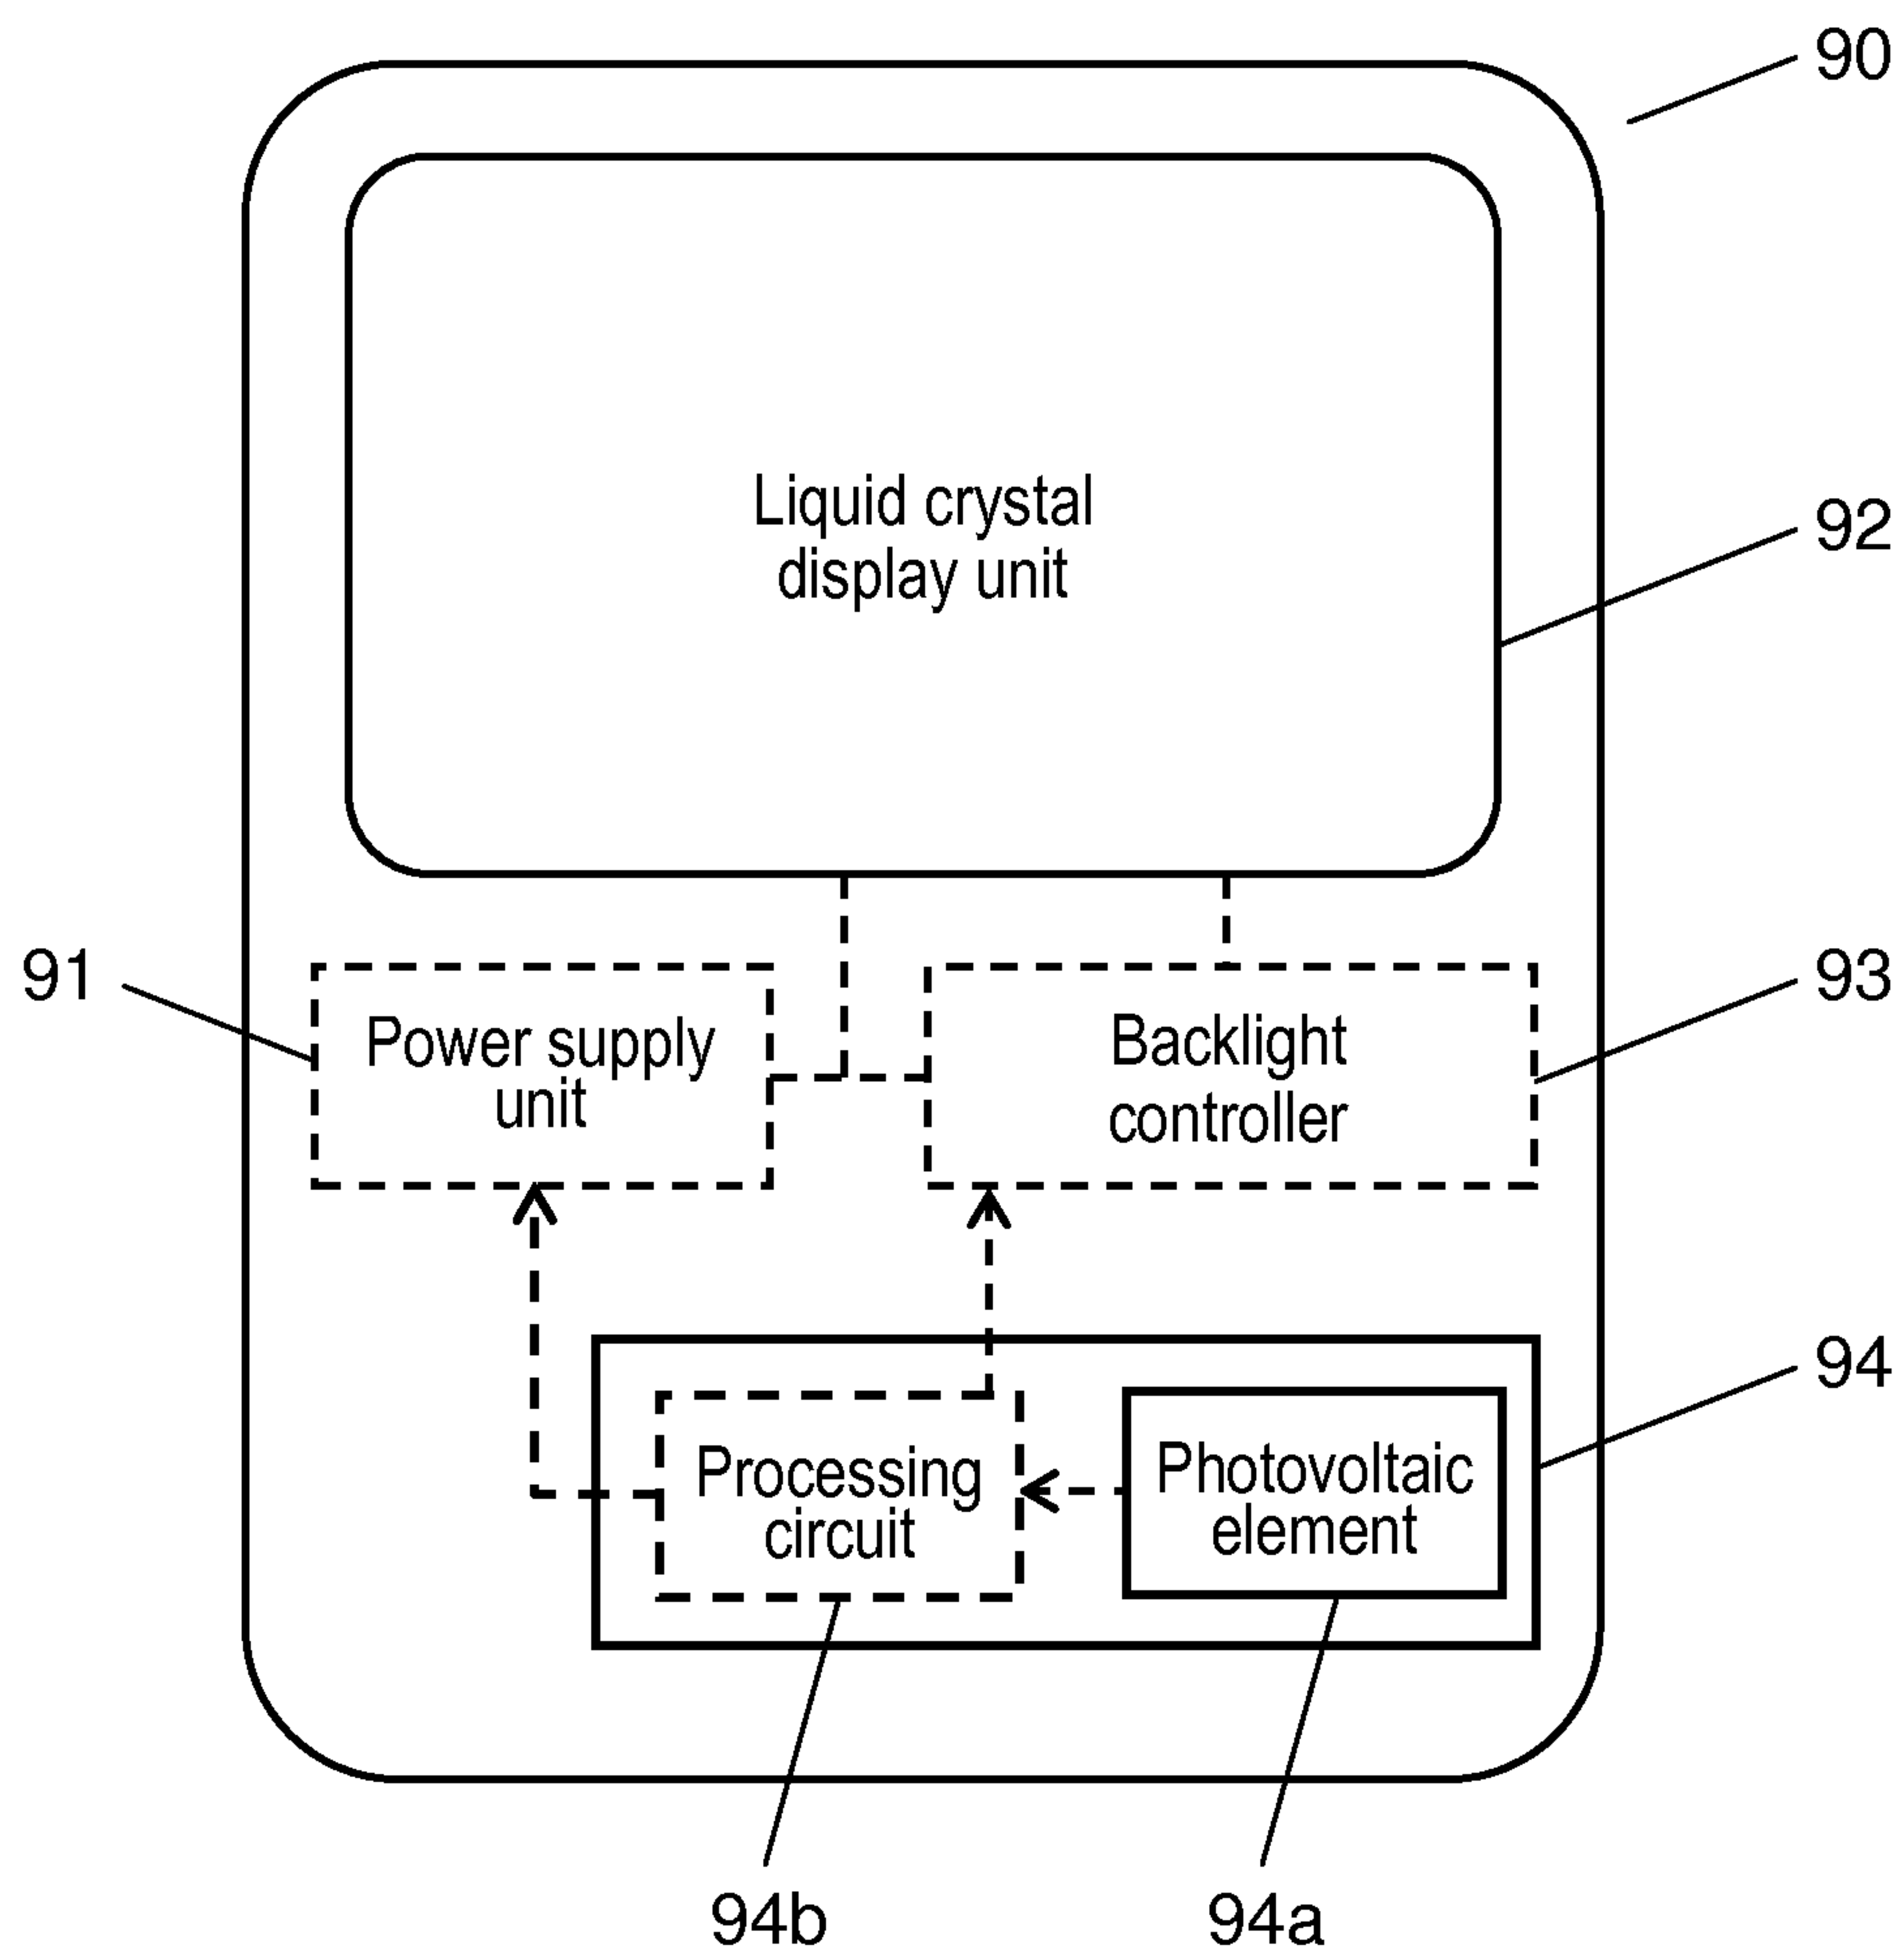 90
Liquid crystal
display unit
92
91
Power supply
unit
Backlight
controller
93
94
Processing
circuit
Photovoltaic
element
94b
94a